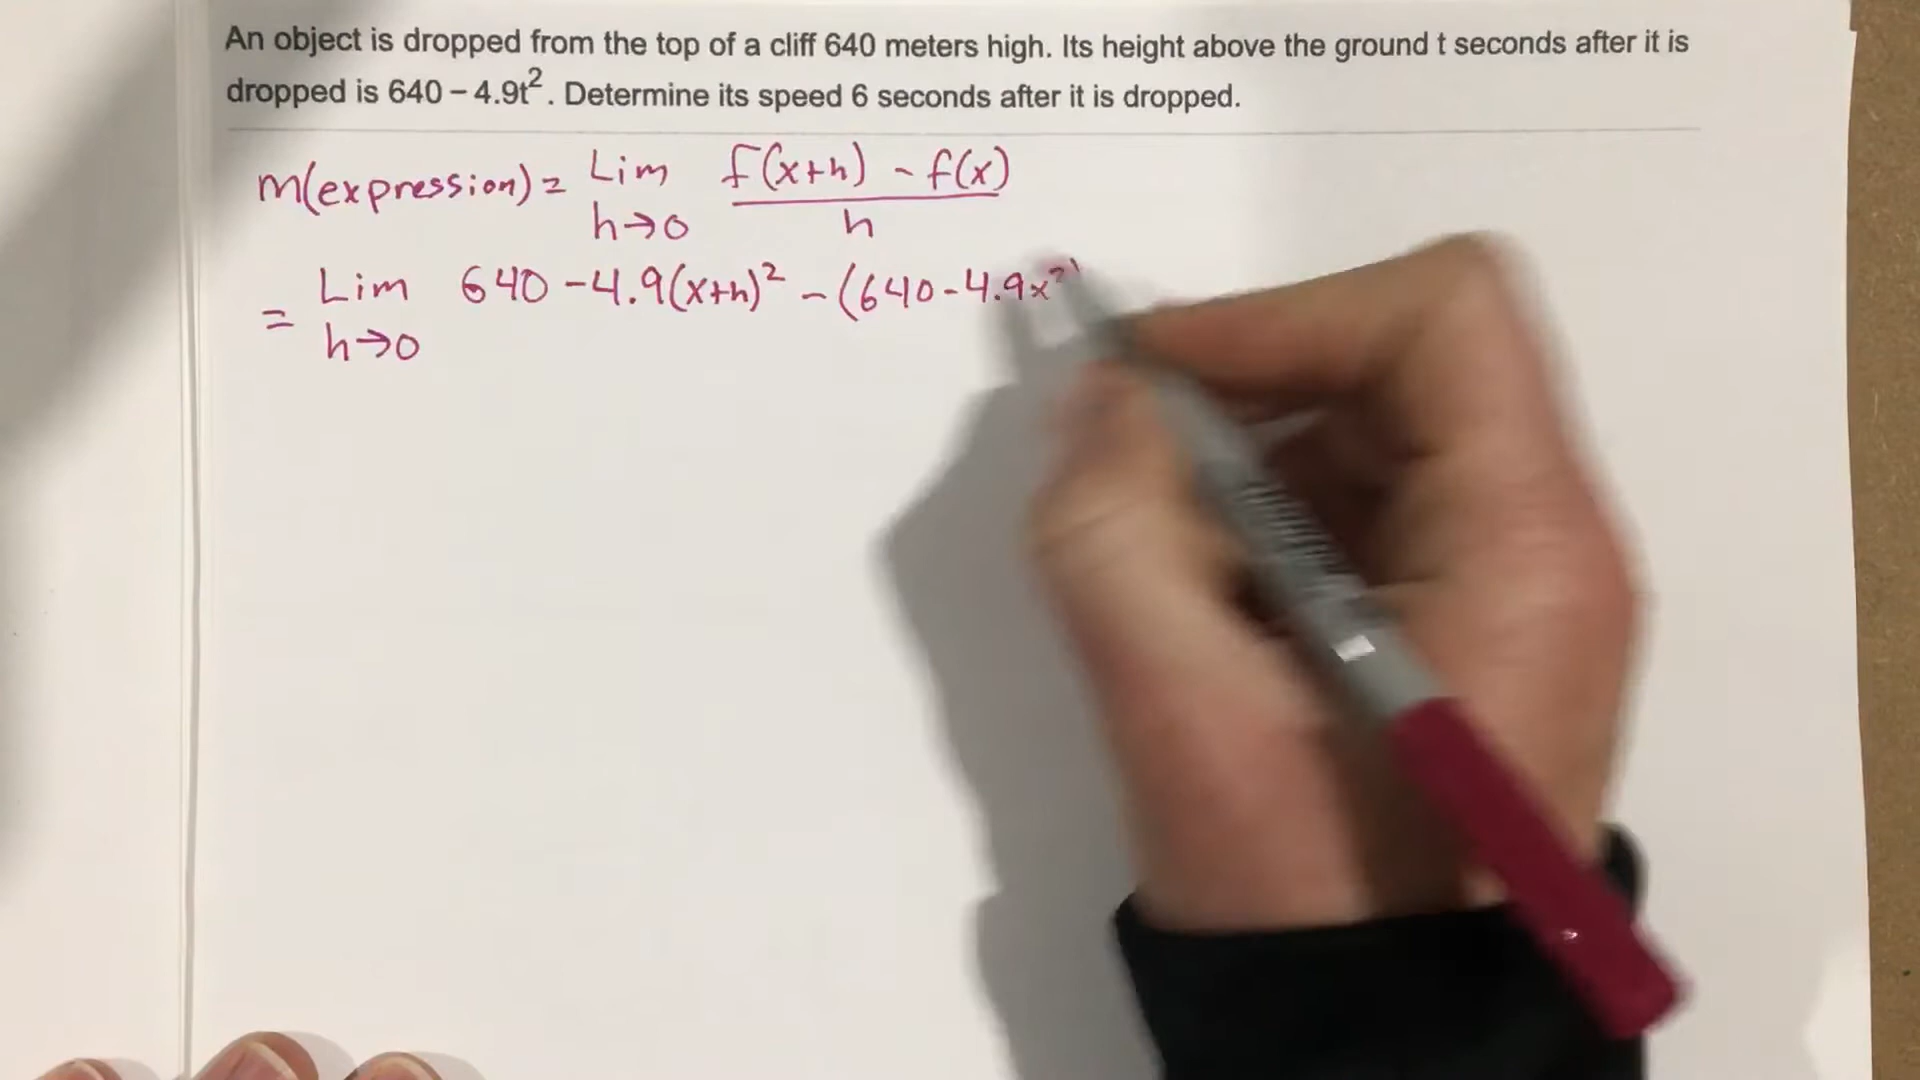 An object is dropped from the top of a cliff 640 meters high. Its height above the ground t seconds after it is
dropped is 640 – 4.9t². Determine its speed 6 seconds after it is dropped.
m(expression) = Lim f(x+h) - f(x)
h→0 h
= Lim 640 - 4.9(x+h)² - (640 - 4.9x²)
h→0